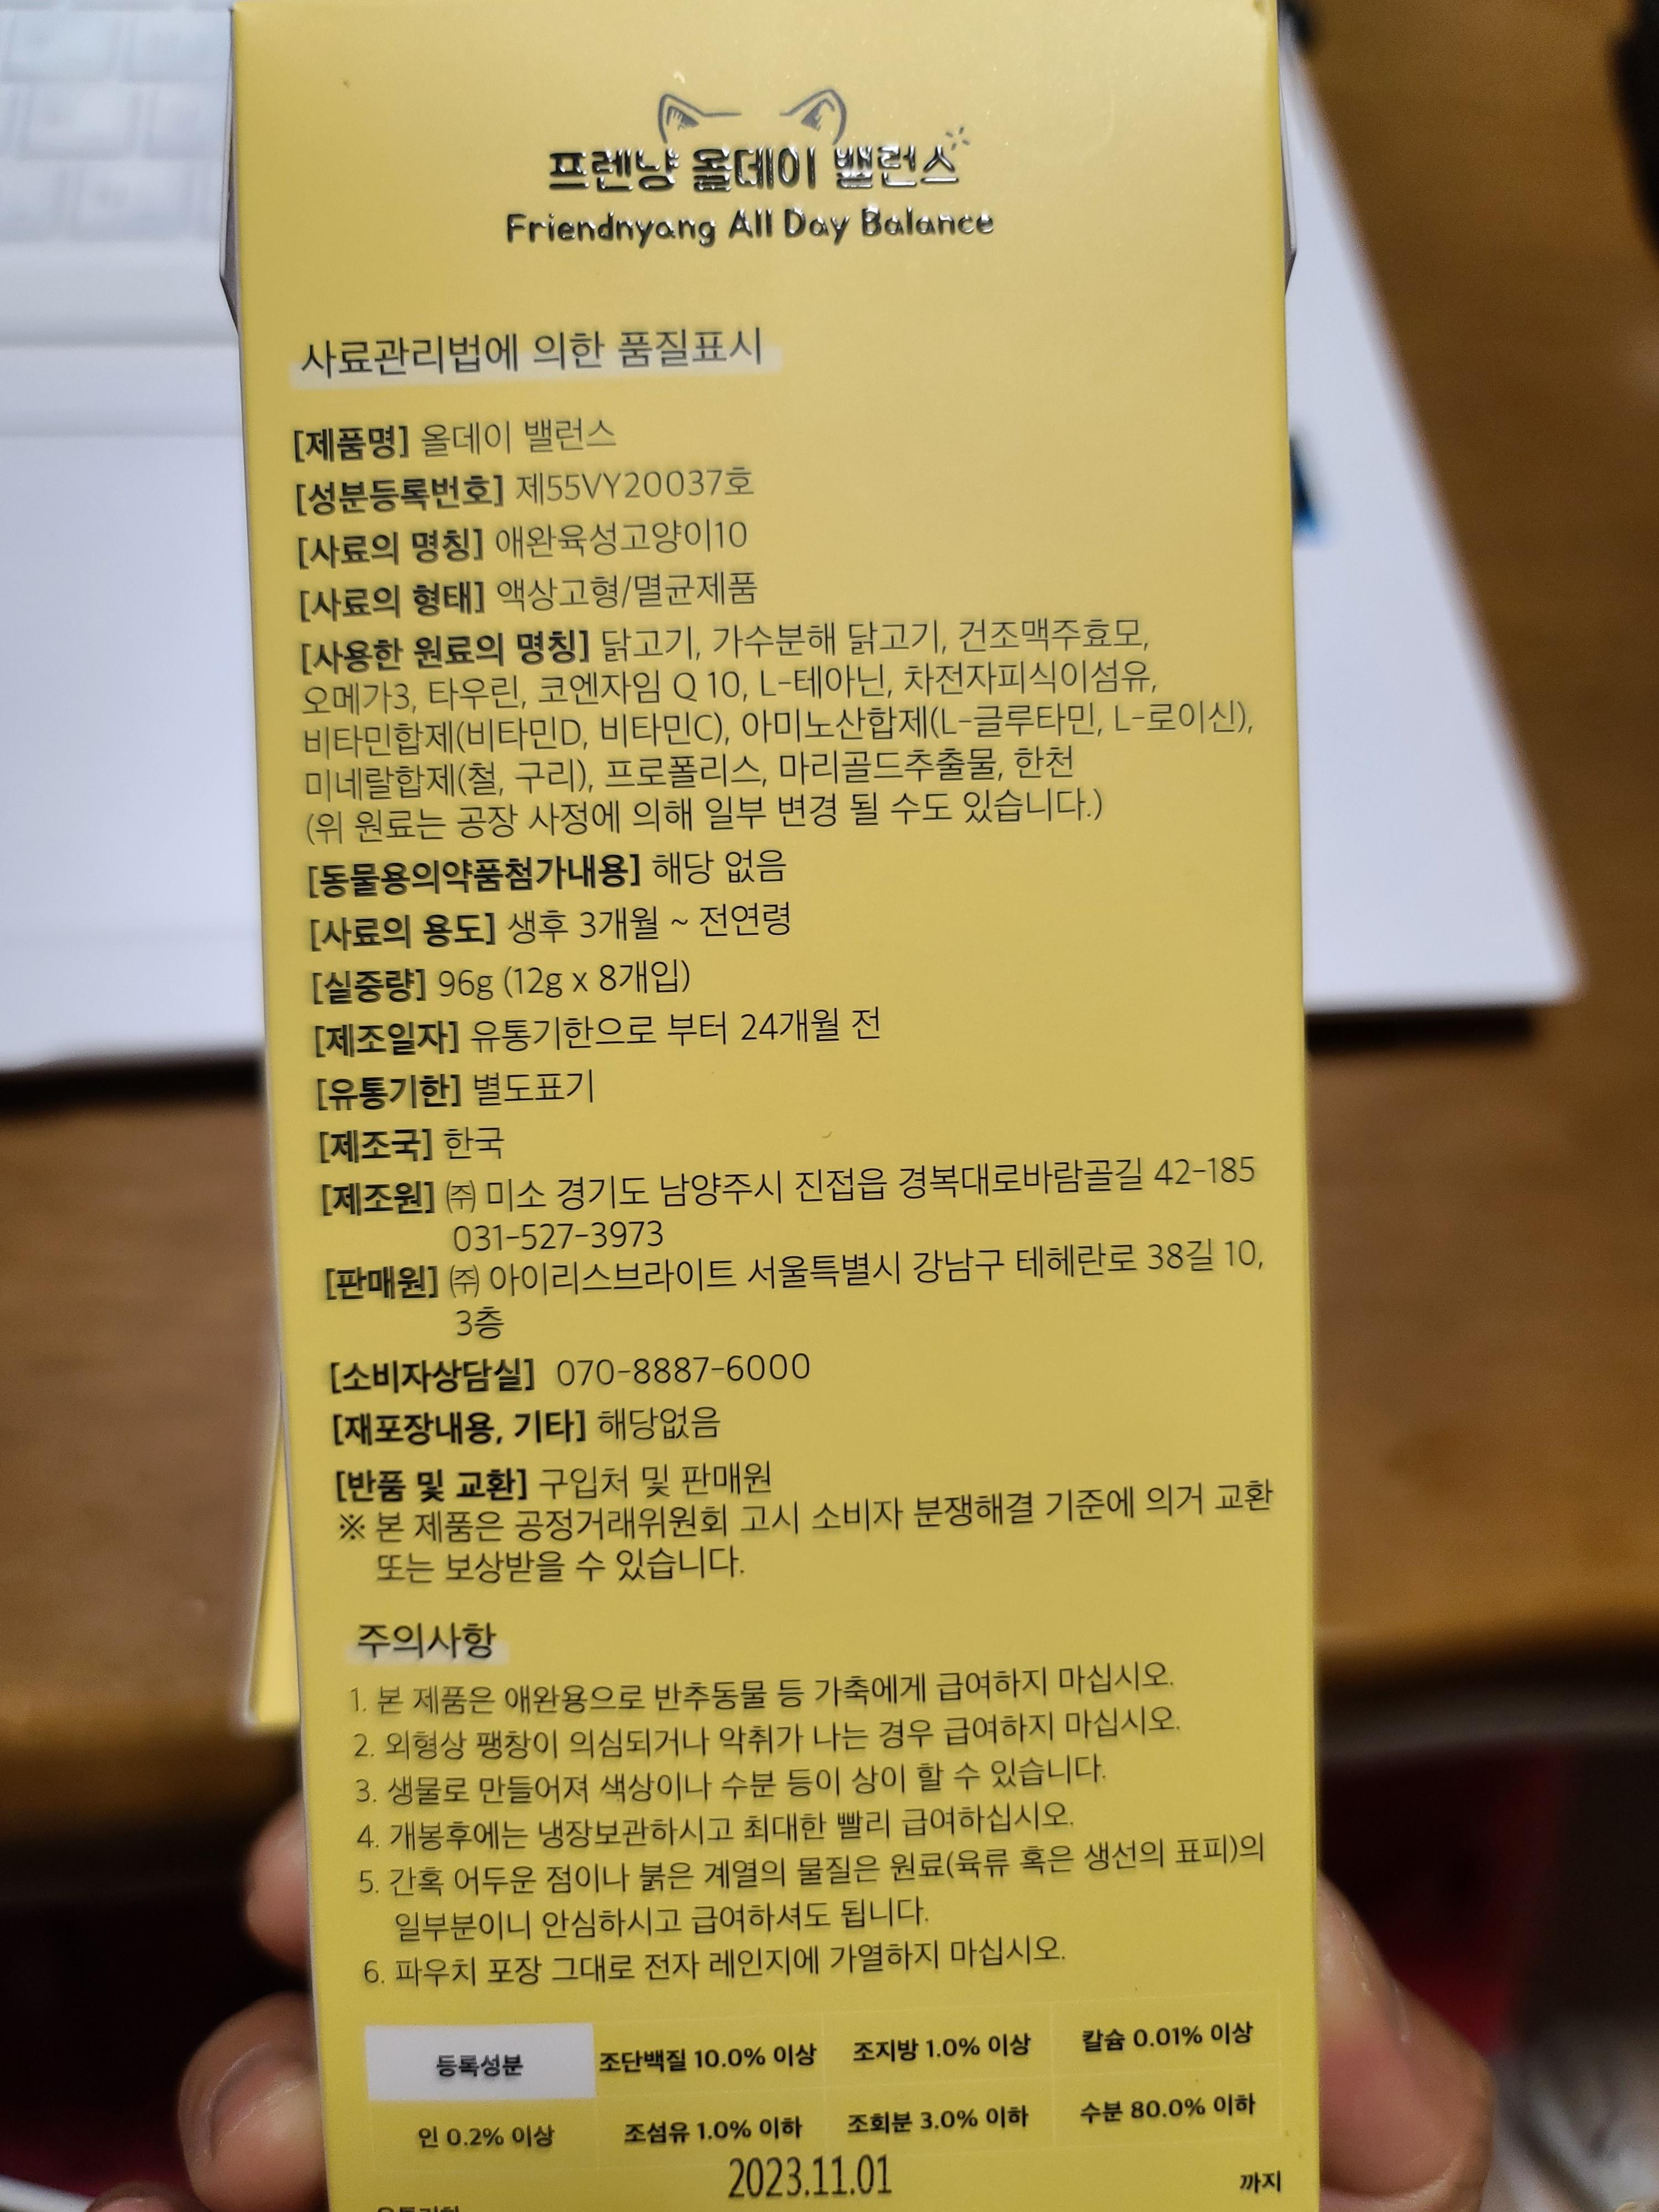 프렌냥 올데이 밸런스
Friendnyang All Day Balance
사료관리법에 의한 품질표시
[제품명] 올데이 밸런스
[성분등록번호] 제55VY20037호
[사료의 명칭] 애완육성고양이10
[사료의 형태] 액상고형/멸균제품
[사용한 원료의 명칭] 닭고기, 가수분해 닭고기, 건조맥주효모,
오메가3, 타우린, 코엔자임 Q 10, L-테아닌, 차전자피식이섬유,
비타민합제(비타민D, 비타민C), 아미노산합제(L-글루타민, L-로이신),
미네랄합제(철, 구리), 프로폴리스, 마리골드추출물, 한천
(위 원료는 공장 사정에 의해 일부 변경 될 수도 있습니다.)
[동물용의약품첨가내용] 해당 없음
[사료의 용도] 생후 3개월 ~ 전연령
[실중량] 96g (12g x 8개입)
[제조일자] 유통기한으로 부터 24개월 전
[유통기한] 별도표기
[제조국] 한국
[제조원] ㈜ 미소 경기도 남양주시 진접읍 경복대로바람골길 42-185
031-527-3973
[판매원] ㈜ 아이리스브라이트 서울특별시 강남구 테헤란로 38길 10,
3층
[소비자상담실] 070-8887-6000
[재포장내용, 기타] 해당없음
[반품 및 교환] 구입처 및 판매원
※ 본 제품은 공정거래위원회 고시 소비자 분쟁해결 기준에 의거 교환
또는 보상받을 수 있습니다.
주의사항
1. 본 제품은 애완용으로 반추동물 등 가축에게 급여하지 마십시오.
2. 외형상 팽창이 의심되거나 악취가 나는 경우 급여하지 마십시오.
3. 생물로 만들어져 색상이나 수분 등이 상이 할 수 있습니다.
4. 개봉후에는 냉장보관하시고 최대한 빨리 급여하십시오.
5. 간혹 어두운 점이나 붉은 계열의 물질은 원료(육류 혹은 생선의 표피)의
일부분이니 안심하시고 급여하셔도 됩니다.
6. 파우치 포장 그대로 전자 레인지에 가열하지 마십시오.
등록성분 조단백질 10.0% 이상 조지방 1.0% 이상 칼슘 0.01% 이상
인 0.2% 이상 조섬유 1.0% 이하 조회분 3.0% 이하 수분 80.0% 이하
2023.11.01 까지